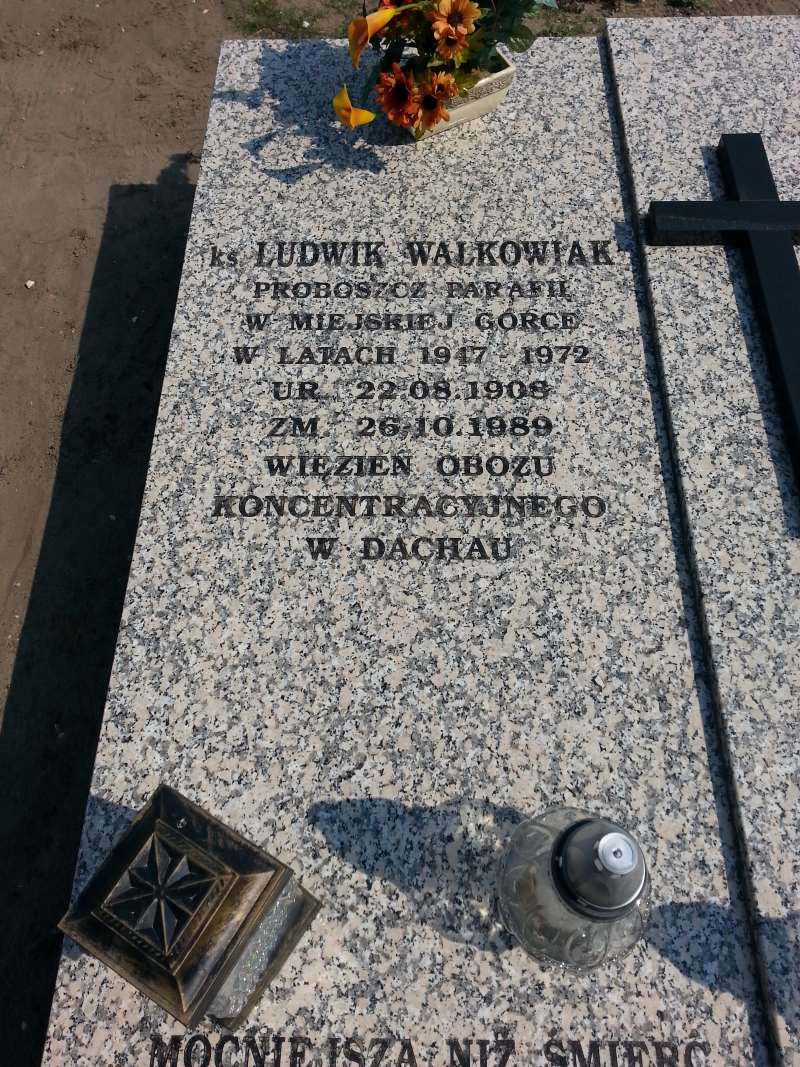 ks. LUDWIK WALKOWIAK
PROBOSZCZ PARAFII
W MIEJSKIEJ GÓRCE
W LATACH 1947 - 1972
UR. 22.08.1908
ZM. 26.10.1989
WIĘZIEŃ OBOZU
KONCENTRACYJNEGO
W DACHAU
MOCNIEJSZA NIŻ ŚMIERĆ